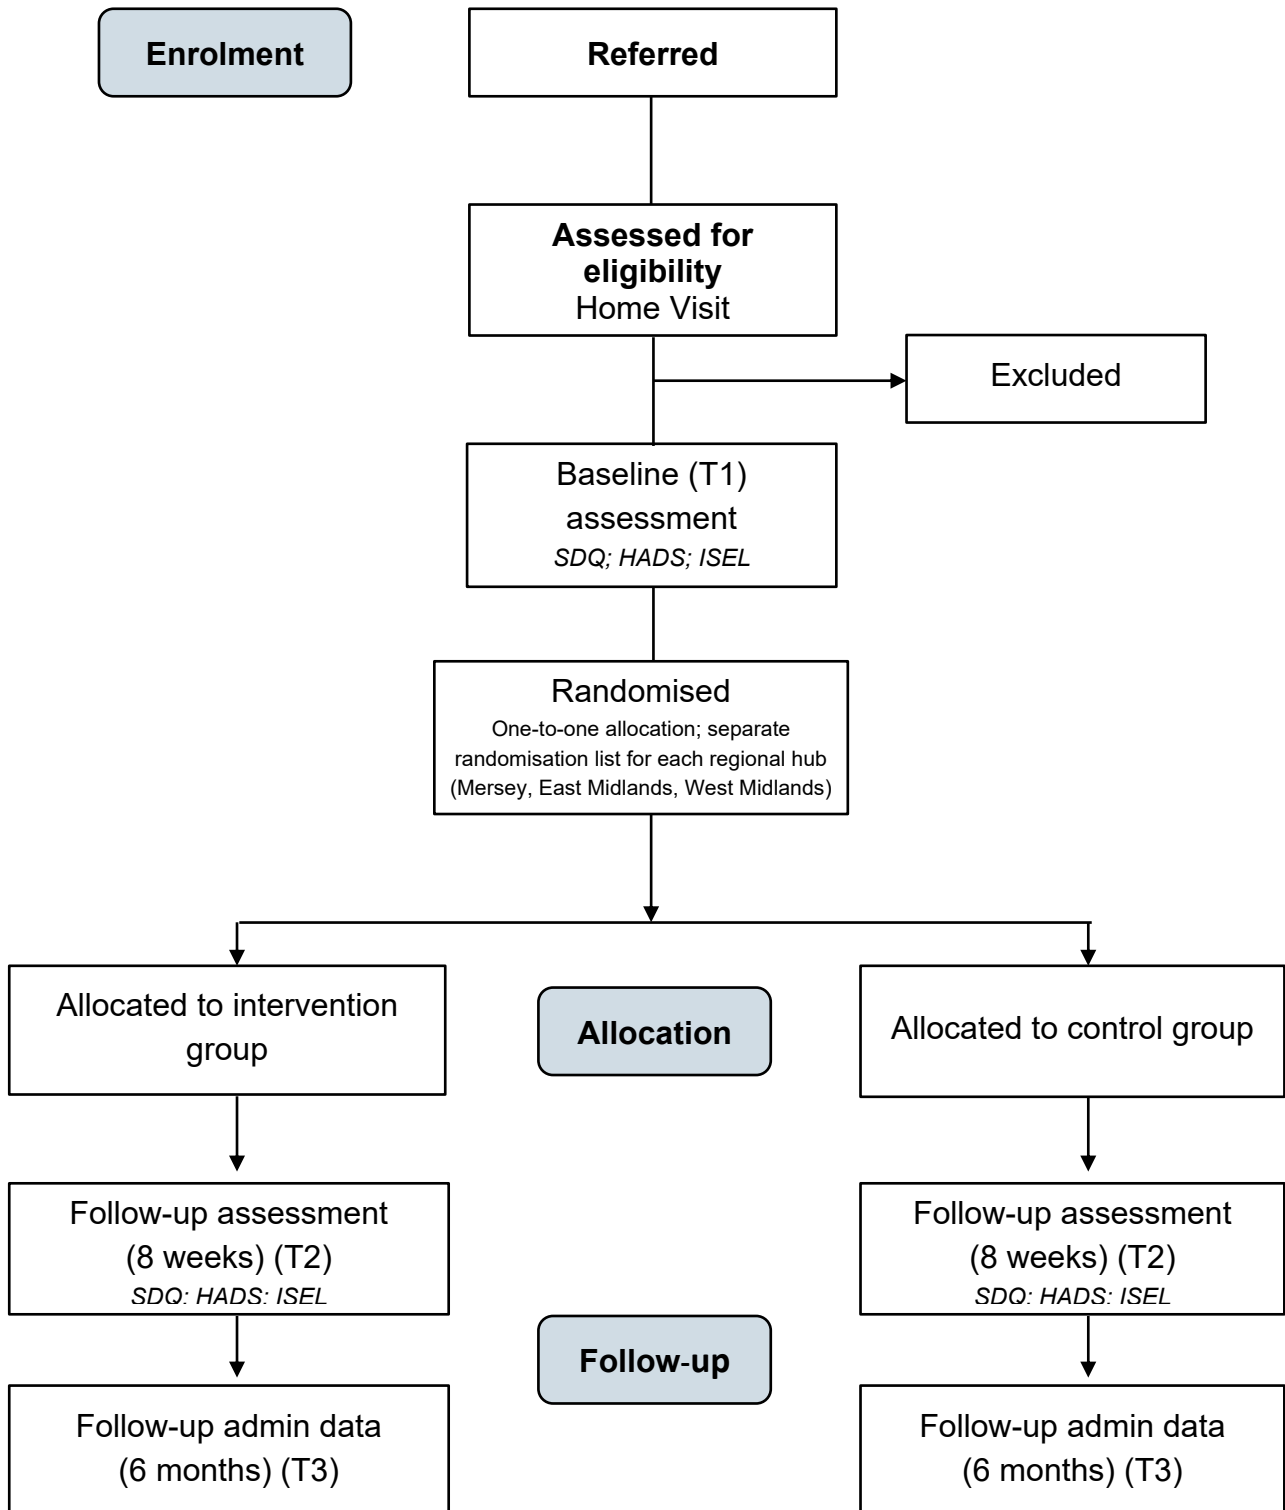 Enrolment
Referred
Assessed for
eligibility
Home Visit
Excluded
Baseline (T1)
assessment
SDQ; HADS; ISEL
Randomised
One-to-one allocation; separate
randomisation list for each regional hub
(Mersey, East Midlands, West Midlands)
Allocated to intervention
group
Allocation
Allocated to control group
Follow-up assessment
(8 weeks) (T2)
SDQ; HADS; ISEL
Follow-up assessment
(8 weeks) (T2)
SDQ; HADS; ISEL
Follow-up
Follow-up admin data
(6 months) (T3)
Follow-up admin data
(6 months) (T3)